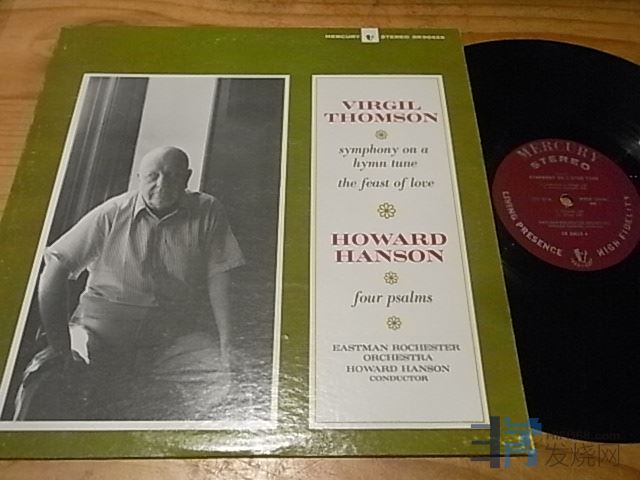 MERCURY STEREO SR90429
VIRGIL
THOMSON
symphony on a
hymn tune
the feast of love
HOWARD
HANSON
four psalms
EASTMAN ROCHESTER
ORCHESTRA
HOWARD HANSON
CONDUCTOR
MERCURY
STEREO
LIVING PRESENCE
HIGH FIDELITY
发烧网